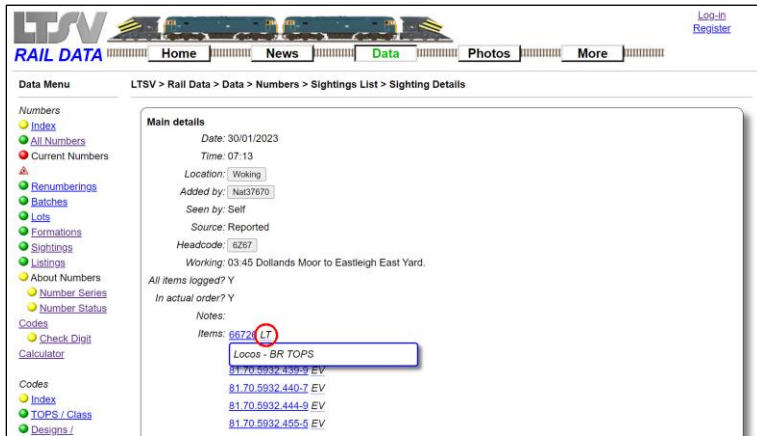 LTSV
RAIL DATA
Home
News
Data
Photos
More
Log-in
Register
Data Menu
Numbers
Index
All Numbers
Current Numbers
Renumberings
Batches
Lots
Formations
Sightings
Listings
About Numbers
Number Series
Number Status
Codes
Check Digit
Calculator
Codes
Index
TOPS / Class
Designs /
LTSV > Rail Data > Data > Numbers > Sightings List > Sighting Details
Main details
Date: 30/01/2023
Time: 07:13
Location: Woking
Added by: Nat37670
Seen by: Self
Source: Reported
Headcode: 6Z67
Working: 03:45 Dollands Moor to Eastleigh East Yard.
All items logged? Y
In actual order? Y
Notes:
Items: 66726 LT
Locos - BR TOPS
81.70.5932.439-9 EV
81.70.5932.440-7 EV
81.70.5932.444-9 EV
81.70.5932.455-5 EV